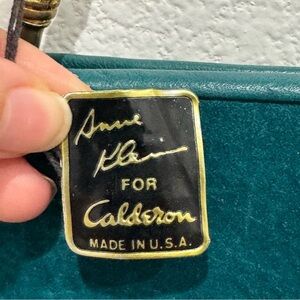 Anne
Klein
FOR
Calderon
MADE IN U.S.A.